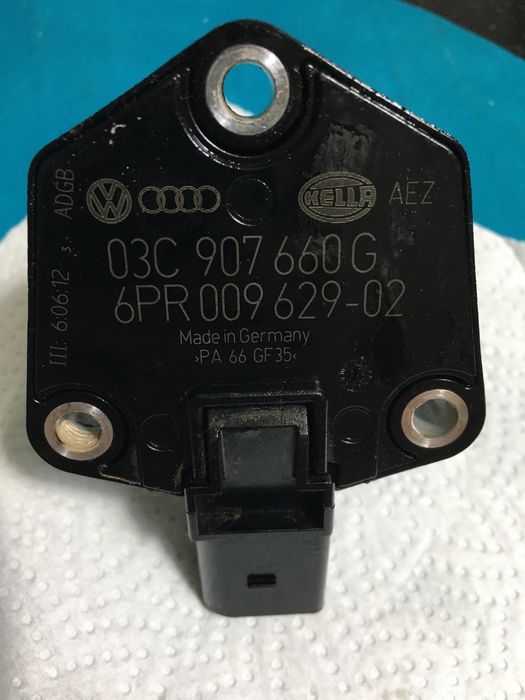 HELLA AEZ
03C 907 660 G
6PR 009 629-02
Made in Germany
>PA 66 GF35<
III: 6.06.12 3. ADGB